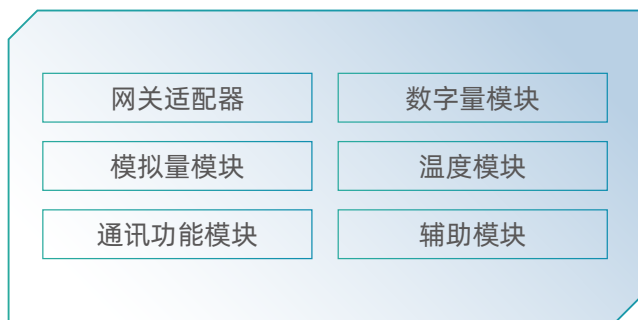 网关适配器
数字量模块
模拟量模块
温度模块
通讯功能模块
辅助模块